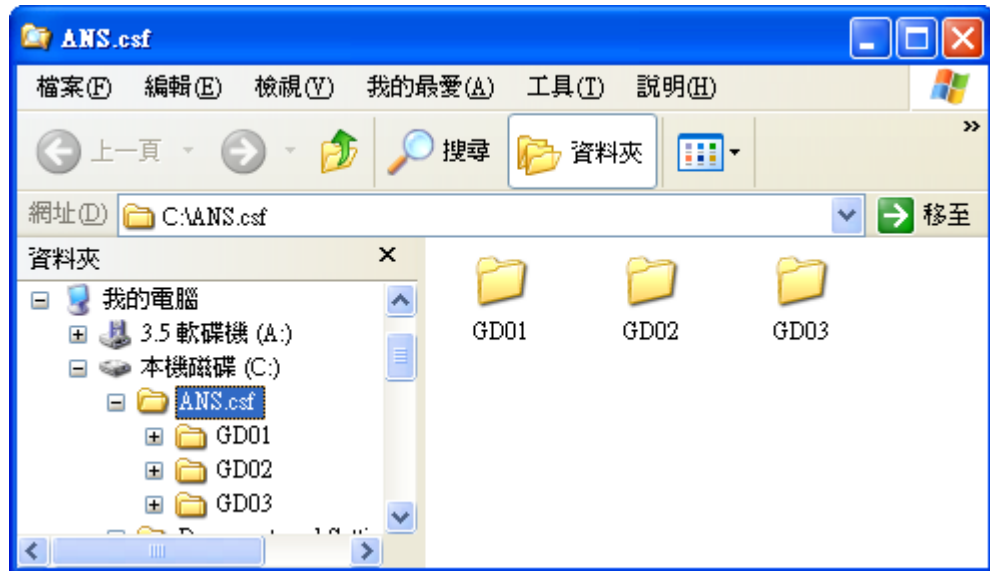 ANS.csf
檔案(F) 編輯(E) 檢視(V) 我的最愛(A) 工具(T) 說明(H)
上一頁 搜尋 資料夾 »
網址(D) C:\ANS.csf 移至
資料夾 ×
我的電腦
3.5 軟碟機 (A:)
本機磁碟 (C:)
ANS.csf
GD01
GD02
GD03
GD01 GD02 GD03